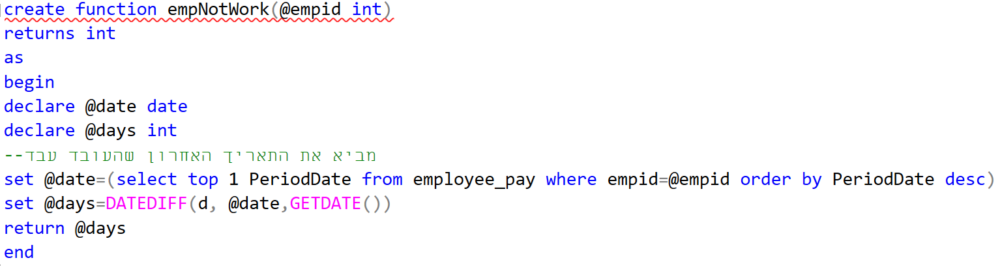 create function empNotWork(@empid int)
returns int
as
begin
declare @date date
declare @days int
--מביא את התאריך האחרון שהעובד עבד
set @date=(select top 1 PeriodDate from employee_pay where empid=@empid order by PeriodDate desc)
set @days=DATEDIFF(d, @date,GETDATE())
return @days
end